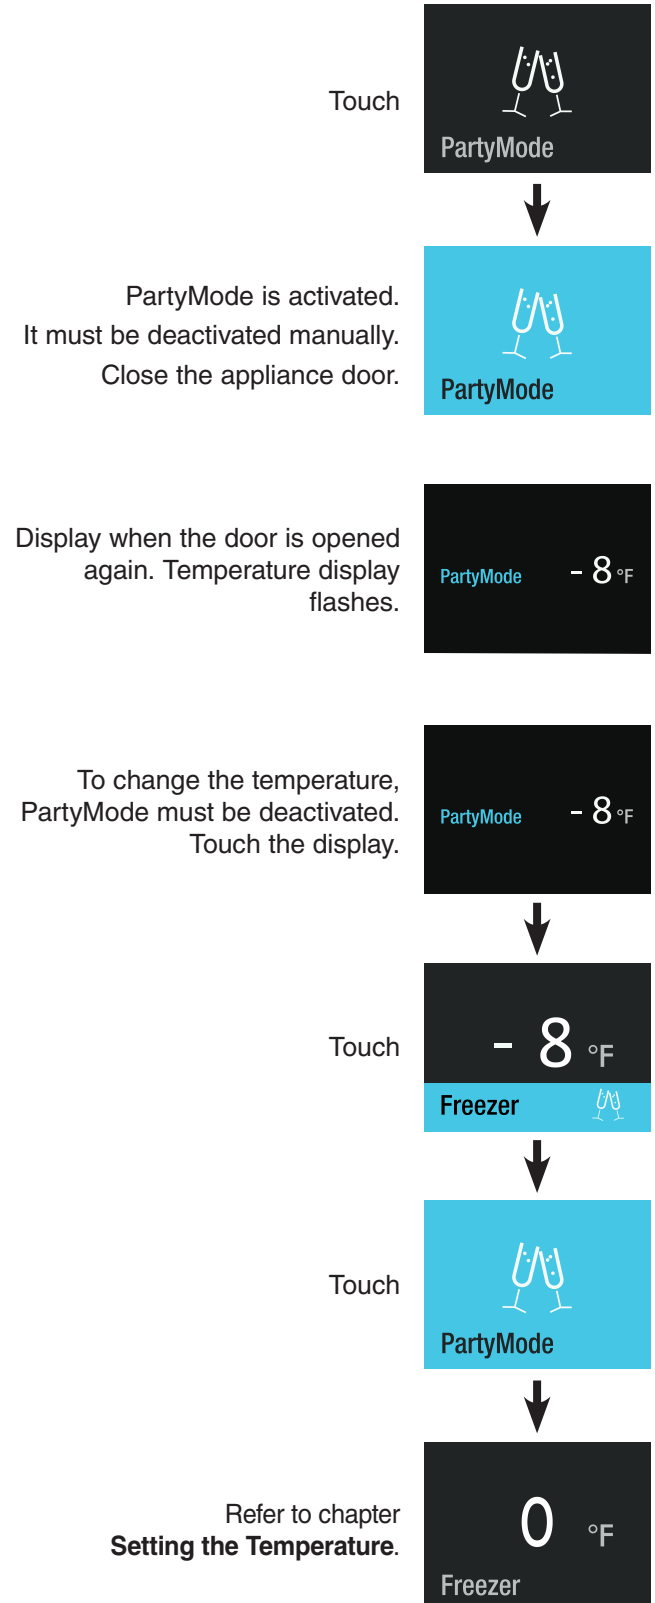 Touch
PartyMode
PartyMode is activated.
It must be deactivated manually.
Close the appliance door.
PartyMode
Display when the door is opened
again. Temperature display
flashes.
PartyMode - 8 °F
To change the temperature,
PartyMode must be deactivated.
Touch the display.
PartyMode - 8 °F
Touch
- 8 °F
Freezer
Touch
PartyMode
Refer to chapter
Setting the Temperature.
0 °F
Freezer